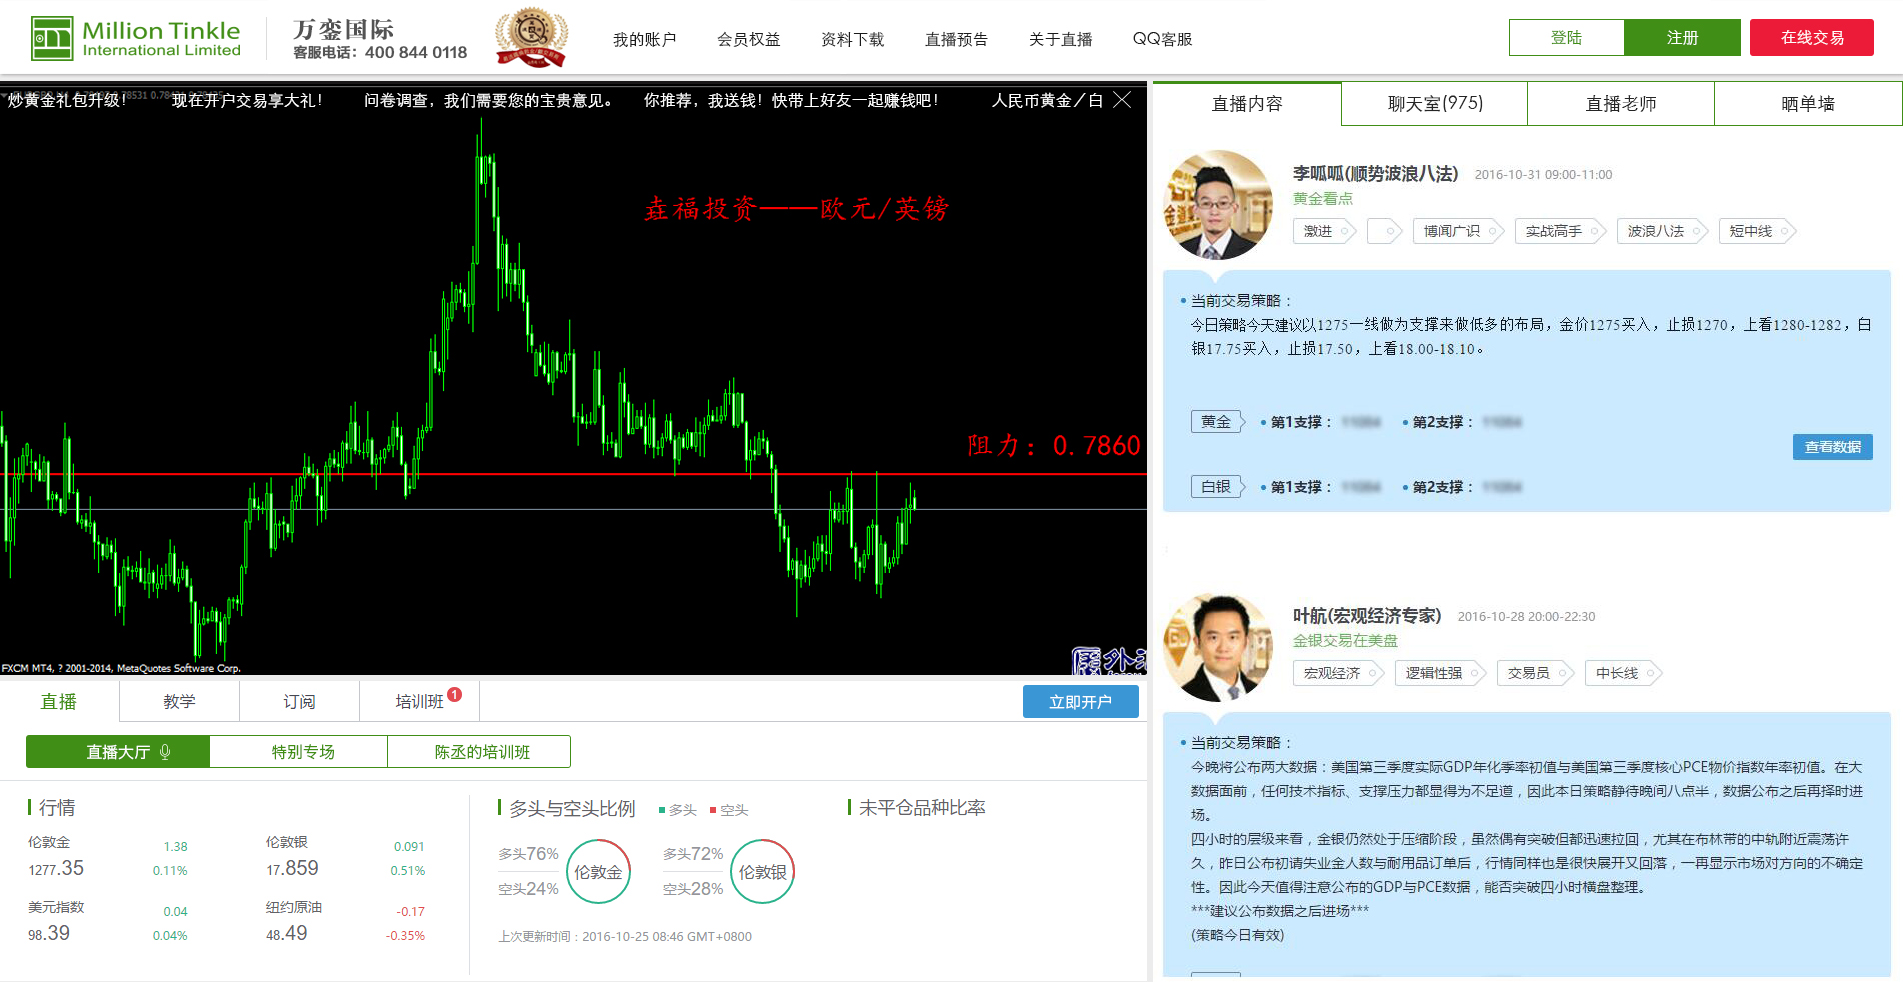 Million Tinkle
International Limited
万銮国际
客服电话：400 844 0118
我的账户
会员权益
资料下载
直播预告
关于直播
QQ客服
登陆
注册
在线交易
炒黄金礼包升级！
现在开户交易享大礼！
问卷调查，我们需要您的宝贵意见。
你推荐，我送钱！快带上好友一起赚钱吧！
人民币黄金／白
垚福投资——欧元/英镑
阻力：0.7860
FXCM MT4, ? 2001-2014, MetaQuotes Software Corp.
直播
教学
订阅
培训班
1
立即开户
直播大厅
特别专场
陈丞的培训班
行情
伦敦金
1.38
1277.35
0.11%
伦敦银
0.091
17.859
0.51%
美元指数
0.04
98.39
0.04%
纽约原油
-0.17
48.49
-0.35%
多头与空头比例
多头
空头
多头76%
空头24%
伦敦金
多头72%
空头28%
伦敦银
上次更新时间：2016-10-25 08:46 GMT+0800
未平仓品种比率
直播内容
聊天室(975)
直播老师
晒单墙
李呱呱(顺势波浪八法)
2016-10-31 09:00-11:00
黄金看点
激进
博闻广识
实战高手
波浪八法
短中线
当前交易策略：
今日策略今天建议以1275一线做为支撑来做低多的布局，金价1275买入，止损1270，上看1280-1282，白
银17.75买入，止损17.50，上看18.00-18.10。
黄金
第1支撑：
第2支撑：
查看数据
白银
第1支撑：
第2支撑：
叶航(宏观经济专家)
2016-10-28 20:00-22:30
金银交易在美盘
宏观经济
逻辑性强
交易员
中长线
当前交易策略：
今晚将公布两大数据：美国第三季度实际GDP年化季率初值与美国第三季度核心PCE物价指数年率初值。在大
数据面前，任何技术指标、支撑压力都显得为不足道，因此本日策略静待晚间八点半，数据公布之后再择时进
场。
四小时的层级来看，金银仍然处于压缩阶段，虽然偶有突破但都迅速拉回，尤其在布林带的中轨附近震荡许
久，昨日公布初请失业金人数与耐用品订单后，行情同样也是很快展开又回落，一再显示市场对方向的不确定
性。因此今天值得注意公布的GDP与PCE数据，能否突破四小时横盘整理。
***建议公布数据之后进场***
(策略今日有效)